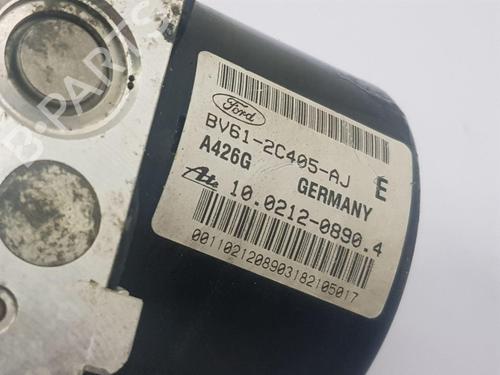 Ford
BV61-2C405-AJ E
A426G GERMANY
Ate 10.0212-0890.4
0011021208903182105017